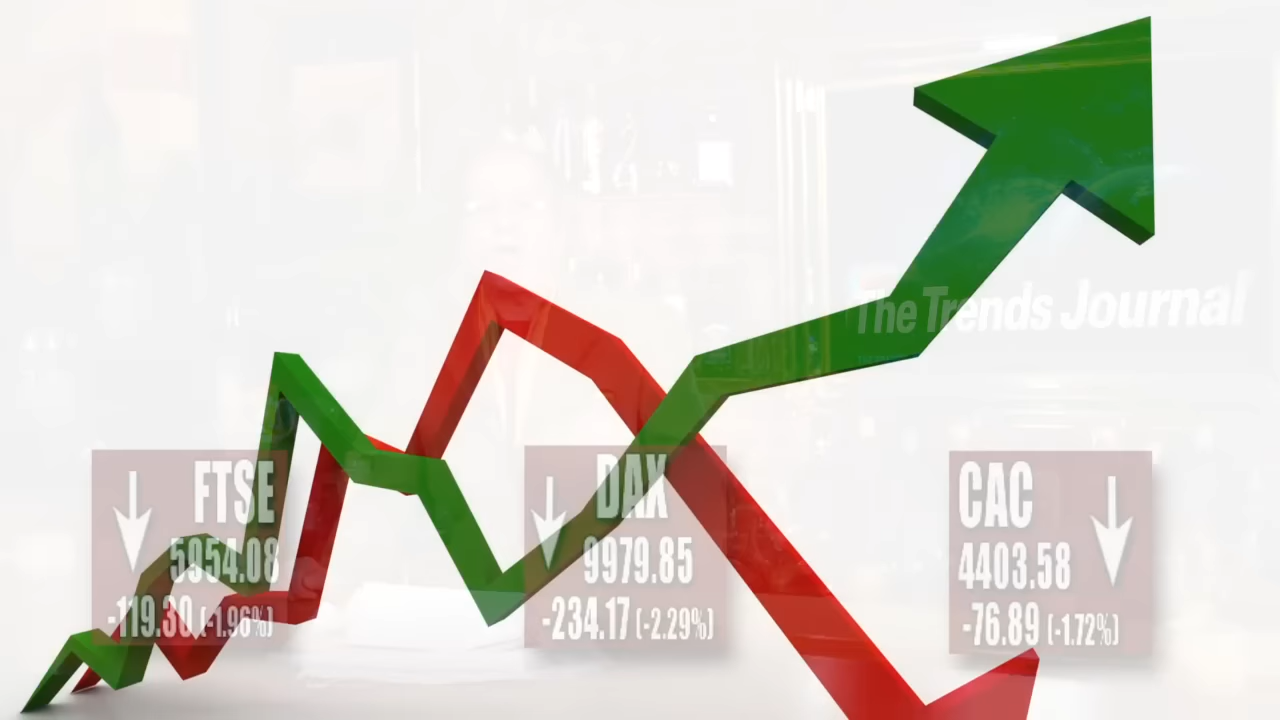 The Trends Journal
FTSE
5954.08
-119.30 (-1.96%)
DAX
9979.85
-234.17 (-2.29%)
CAC
4403.58
-76.89 (-1.72%)